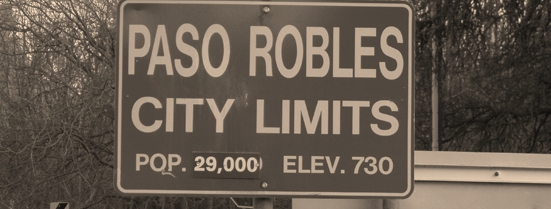 PASO ROBLES
CITY LIMITS
POP. 29,000 ELEV. 730